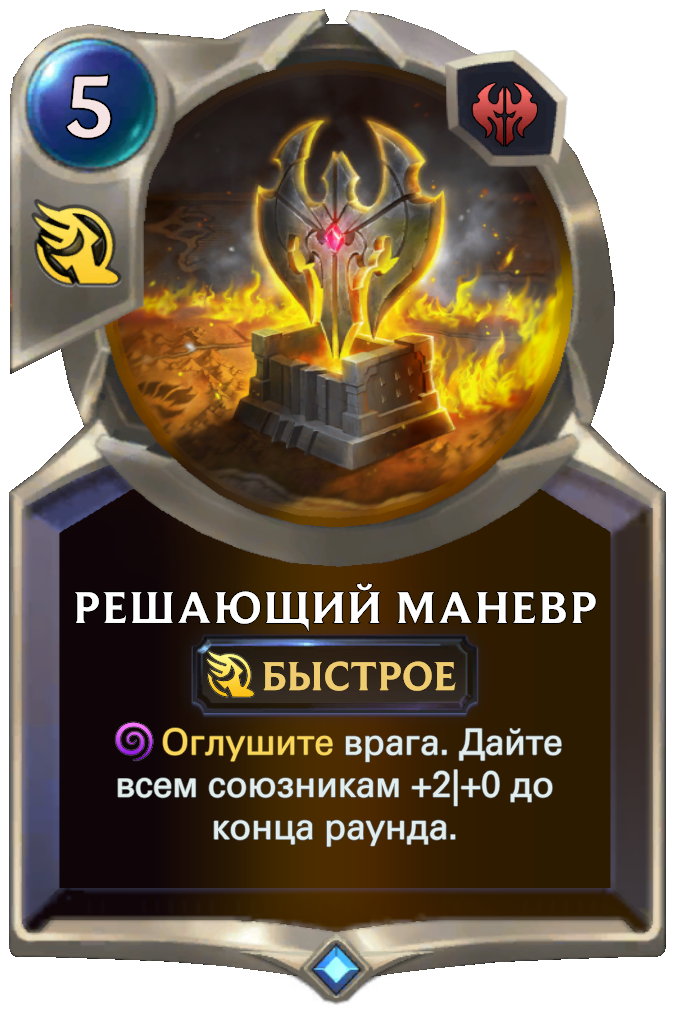 5
РЕШАЮЩИЙ МАНЕВР
БЫСТРОЕ
Оглушите врага. Дайте
всем союзникам +2|+0 до
конца раунда.